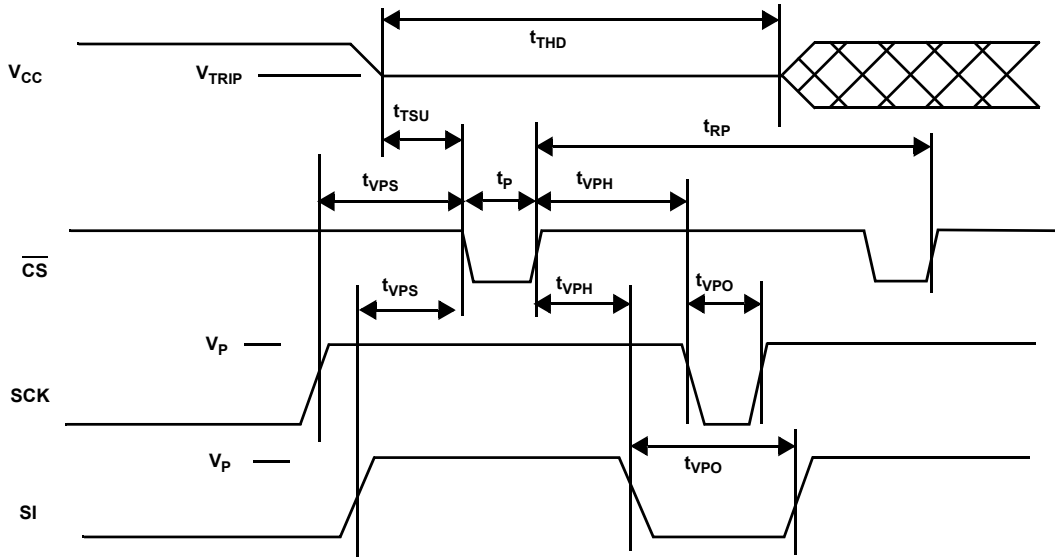 tTHD
VCC
VTRIP
tTSU
tRP
tVPS
tP
tVPH
CS
tVPS
tVPH
tVPO
VP
SCK
VP
tVPO
SI